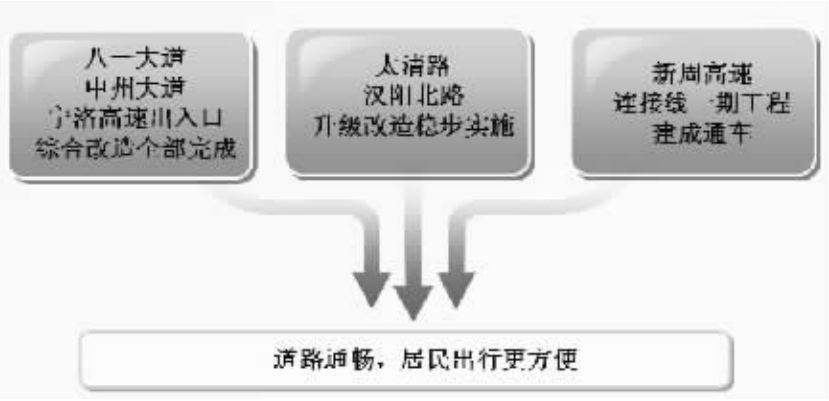 八一大道
中州大道
宁洛高速出入口
综合改造全部完成
太清路
汉阳北路
升级改造稳步实施
新周高速
连接线一期工程
建成通车
道路通畅，居民出行更方便